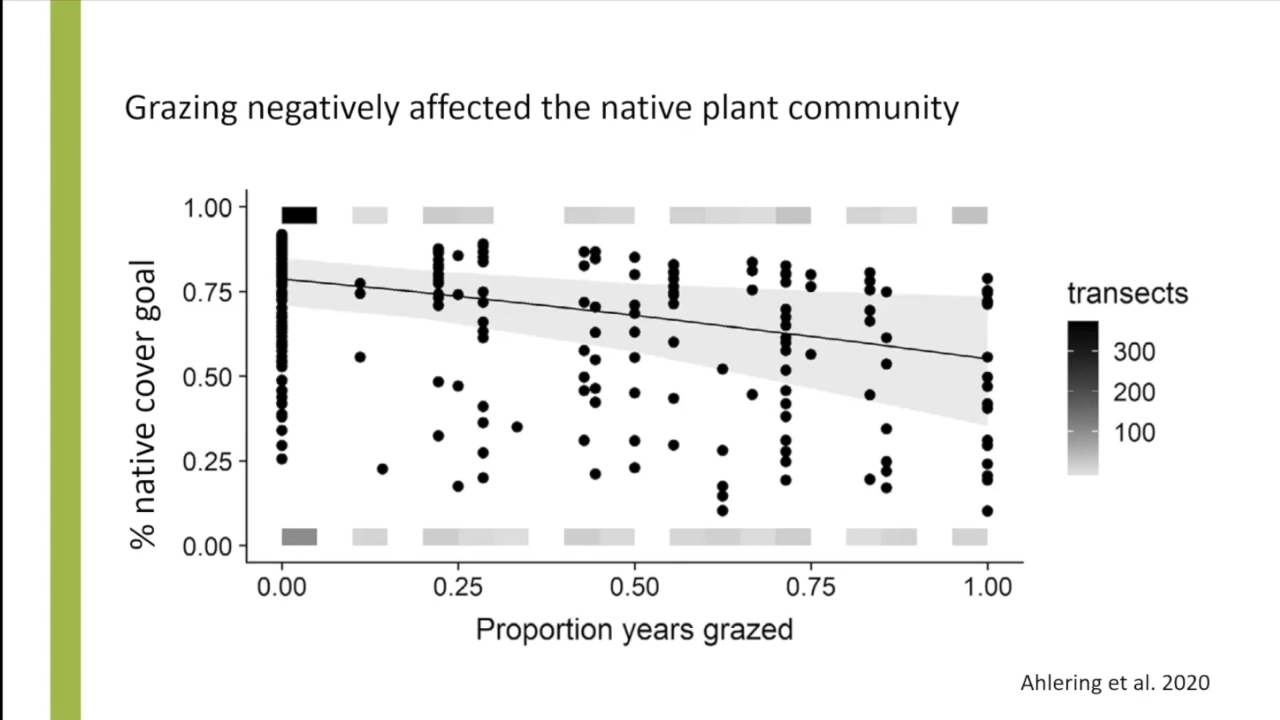 Grazing negatively affected the native plant community
% native cover goal
1.00
0.75
0.50
0.25
0.00
0.00 0.25 0.50 0.75 1.00
Proportion years grazed
transects
300
200
100
Ahlering et al. 2020